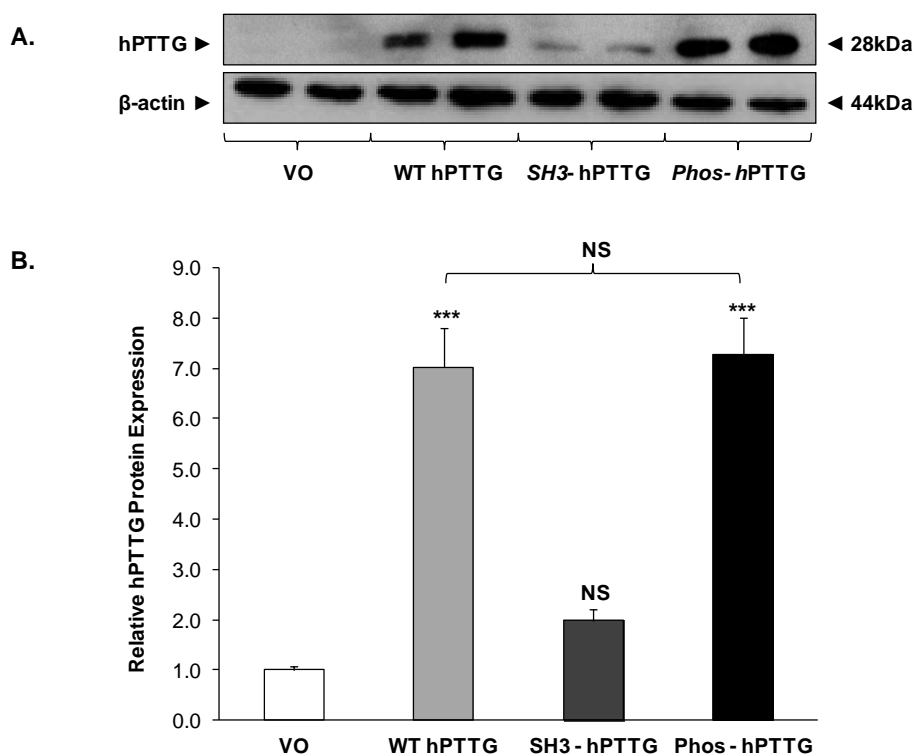 A.
hPTTG ► ◄ 28kDa
β-actin ► ◄ 44kDa
VO WT hPTTG SH3- hPTTG Phos- hPTTG
B.
NS
Relative hPTTG Protein Expression
9.0
8.0
7.0
6.0
5.0
4.0
3.0
2.0
1.0
0.0
*** ***
NS
VO WT hPTTG SH3 - hPTTG Phos - hPTTG